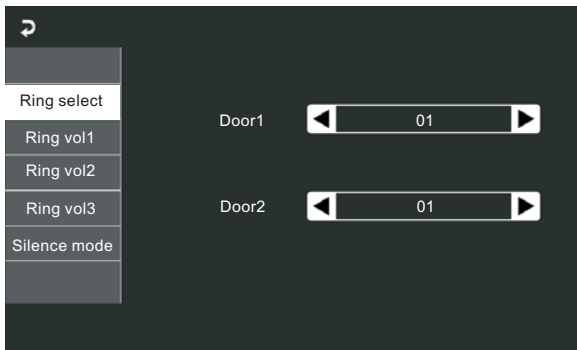 Ring select
Ring vol1
Ring vol2
Ring vol3
Silence mode
Door1 01
Door2 01